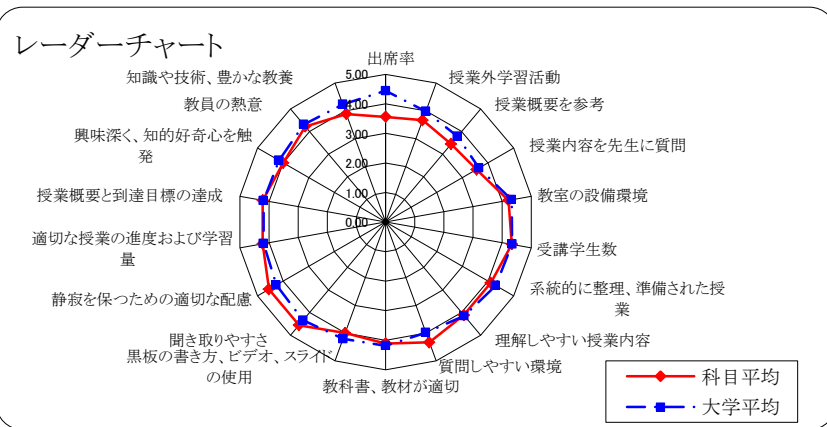 レーダーチャート
出席率
授業外学習活動
授業概要を参考
授業内容を先生に質問
教室の設備環境
受講学生数
系統的に整理、準備された授
業
理解しやすい授業内容
質問しやすい環境
教科書、教材が適切
黒板の書き方、ビデオ、スライド
の使用
聞き取りやすさ
静寂を保つための適切な配慮
適切な授業の進度および学習
量
授業概要と到達目標の達成
興味深く、知的好奇心を触
発
教員の熱意
知識や技術、豊かな教養
5.00
4.00
3.00
2.00
1.00
0.00
科目平均
大学平均